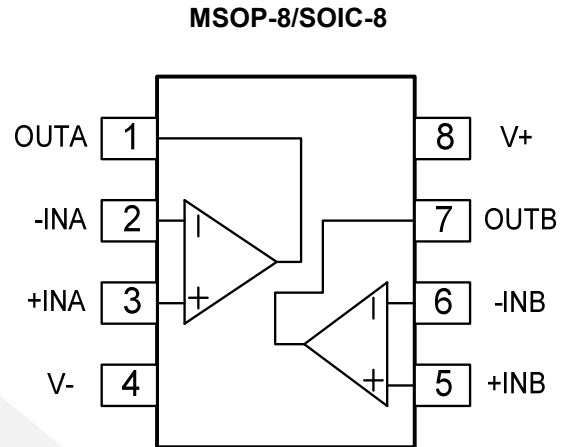 MSOP-8/SOIC-8
OUTA 1 8 V+
-INA 2 7 OUTB
+INA 3 6 -INB
V- 4 5 +INB